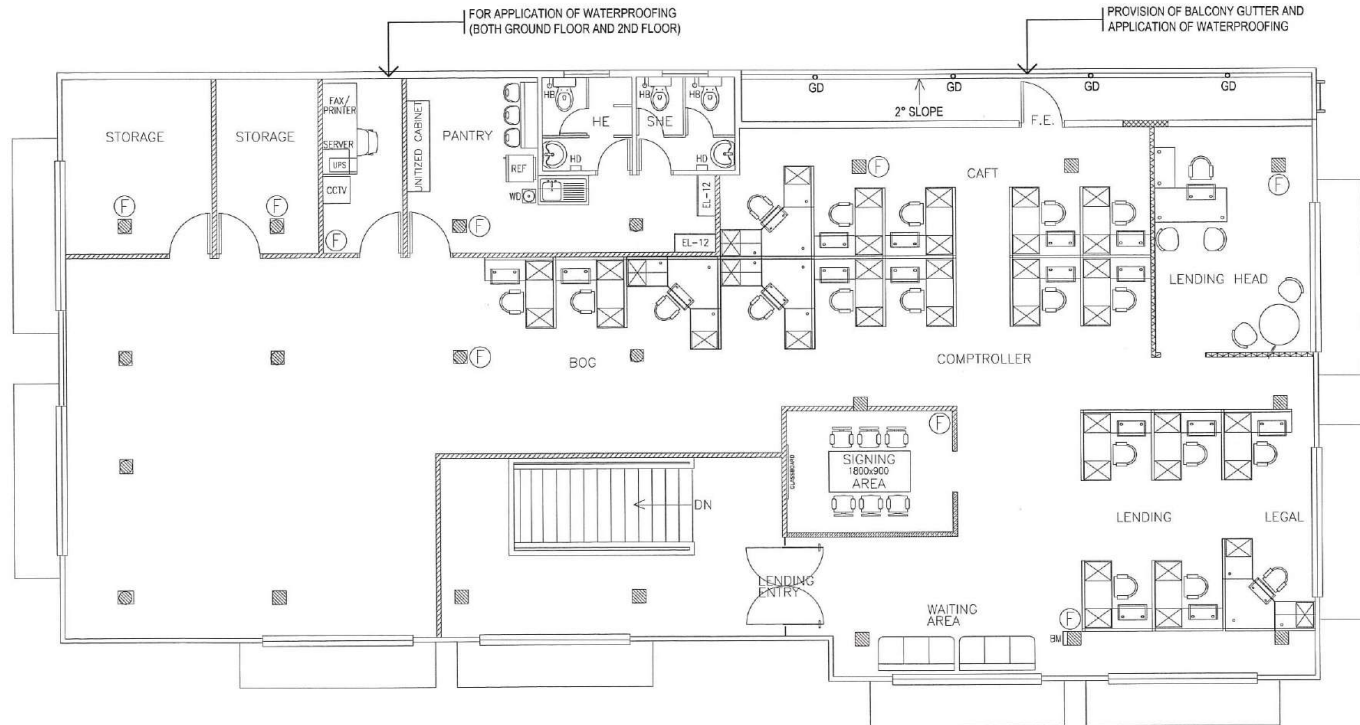 FOR APPLICATION OF WATERPROOFING
(BOTH GROUND FLOOR AND 2ND FLOOR)
PROVISION OF BALCONY GUTTER AND
APPLICATION OF WATERPROOFING
GD
GD
GD
GD
2° SLOPE
F.E.
STORAGE
STORAGE
FAX/
PRINTER
SERVER
UPS
CCTV
UNITIZED CABINET
PANTRY
REF
WD
HB
HE
HD
HB
SHE
HB
HD
EL-12
EL-12
CAFT
F
F
F
F
F
F
LENDING HEAD
F
BOG
COMPTROLLER
F
SIGNING
1800x900
AREA
GLASSBOARD
DN
LENDING
ENTRY
WAITING
AREA
LENDING
LEGAL
F
BM